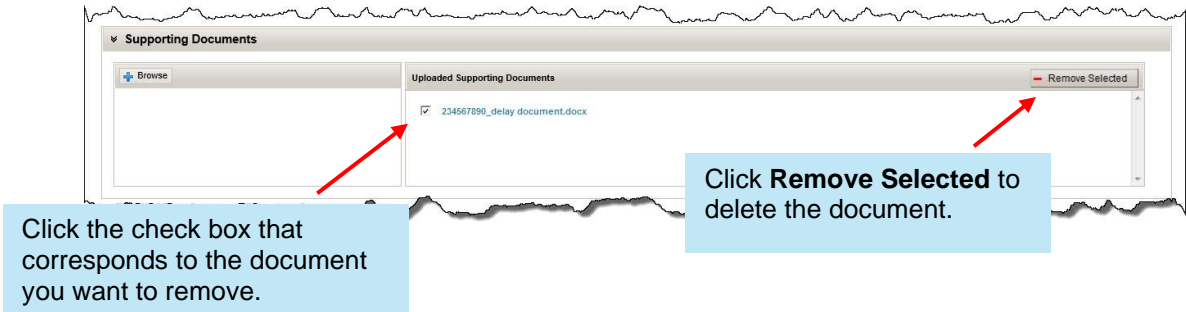 Supporting Documents
Browse
Uploaded Supporting Documents
Remove Selected
234567890_delay document.docx
Click Remove Selected to
delete the document.
Click the check box that
corresponds to the document
you want to remove.